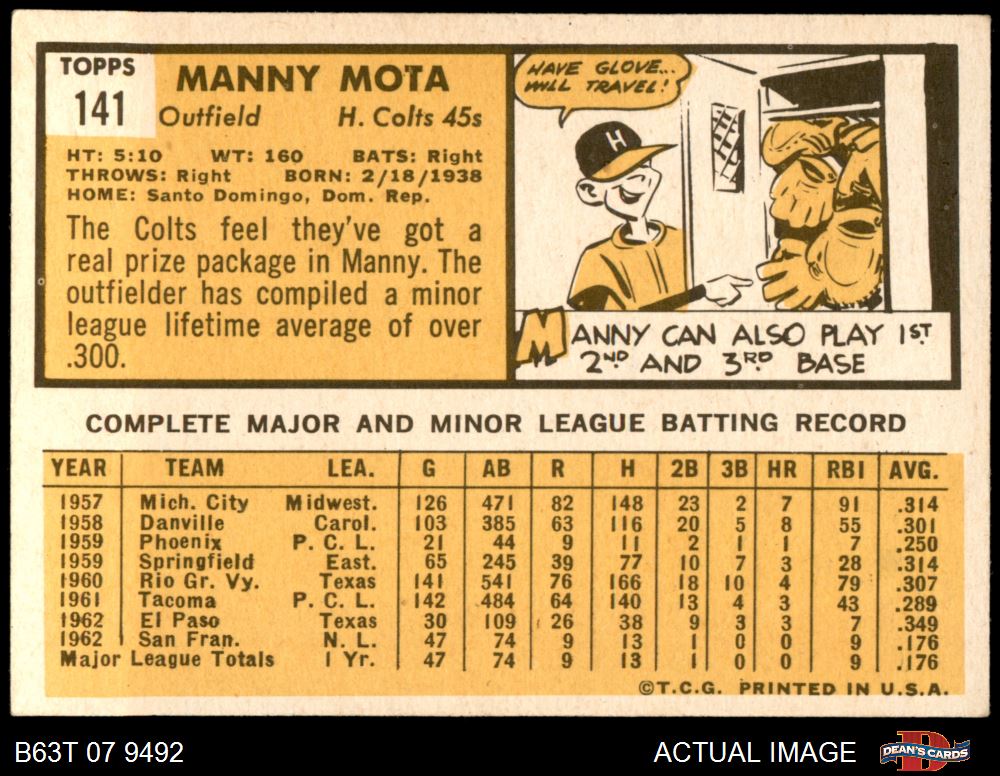 TOPPS
141
MANNY MOTA
Outfield H. Colts 45s
HT: 5:10 WT: 160 BATS: Right
THROWS: Right BORN: 2/18/1938
HOME: Santo Domingo, Dom. Rep.
The Colts feel they've got a
real prize package in Manny. The
outfielder has compiled a minor
league lifetime average of over
.300.
HAVE GLOVE...
WILL TRAVEL!
H
MANNY CAN ALSO PLAY 1ST
2ND AND 3RD BASE
COMPLETE MAJOR AND MINOR LEAGUE BATTING RECORD
YEAR TEAM LEA. G AB R H 2B 3B HR RBI AVG.
1957 Mich. City Midwest. 126 471 82 148 23 2 7 91 .314
1958 Danville Carol. 103 385 63 116 20 5 8 55 .301
1959 Phoenix P. C. L. 21 44 9 11 2 1 1 7 .250
1959 Springfield East. 65 245 39 77 10 7 3 28 .314
1960 Rio Gr. Vy. Texas 141 541 76 166 18 10 4 79 .307
1961 Tacoma P. C. L. 142 484 64 140 13 4 3 43 .289
1962 El Paso Texas 30 109 26 38 9 3 3 7 .349
1962 San Fran. N. L. 47 74 9 13 1 0 0 9 .176
Major League Totals 1 Yr. 47 74 9 13 1 0 0 9 .176
©T.C.G. PRINTED IN U.S.A.
B63T 07 9492 ACTUAL IMAGE
D
DEAN'S CARDS